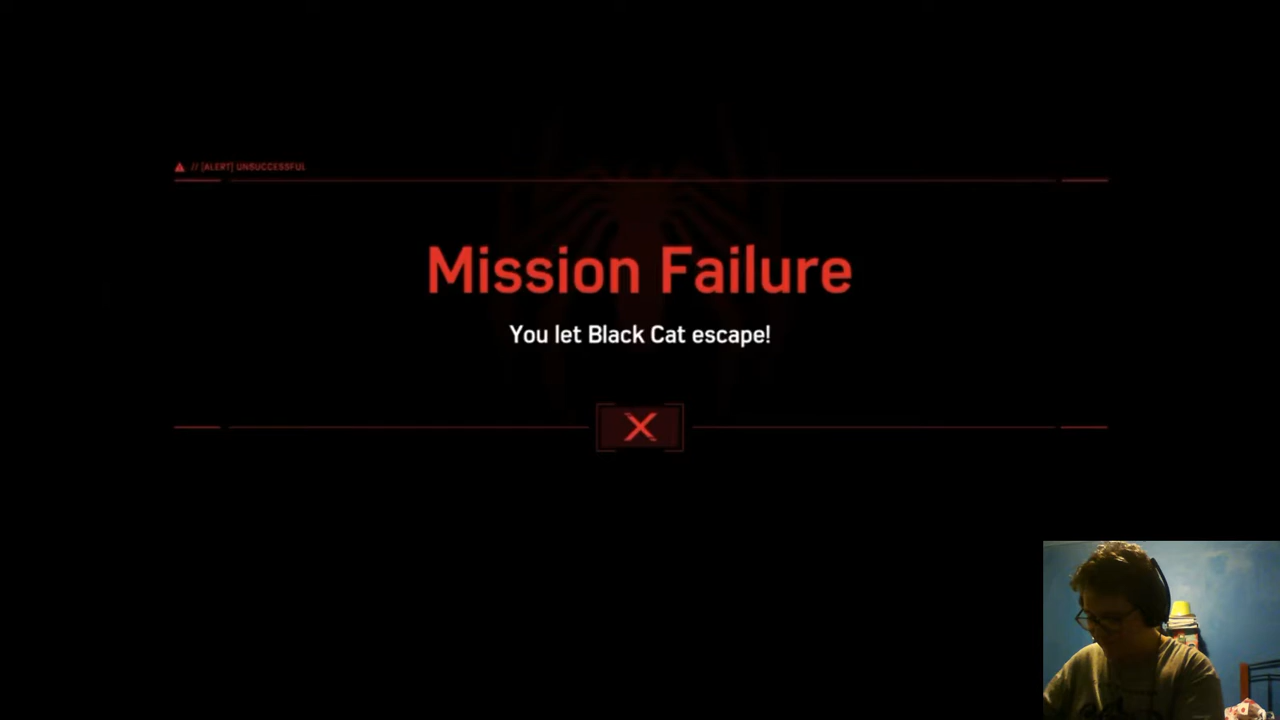 // [ALERT] UNSUCCESSFUL
Mission Failure
You let Black Cat escape!
X